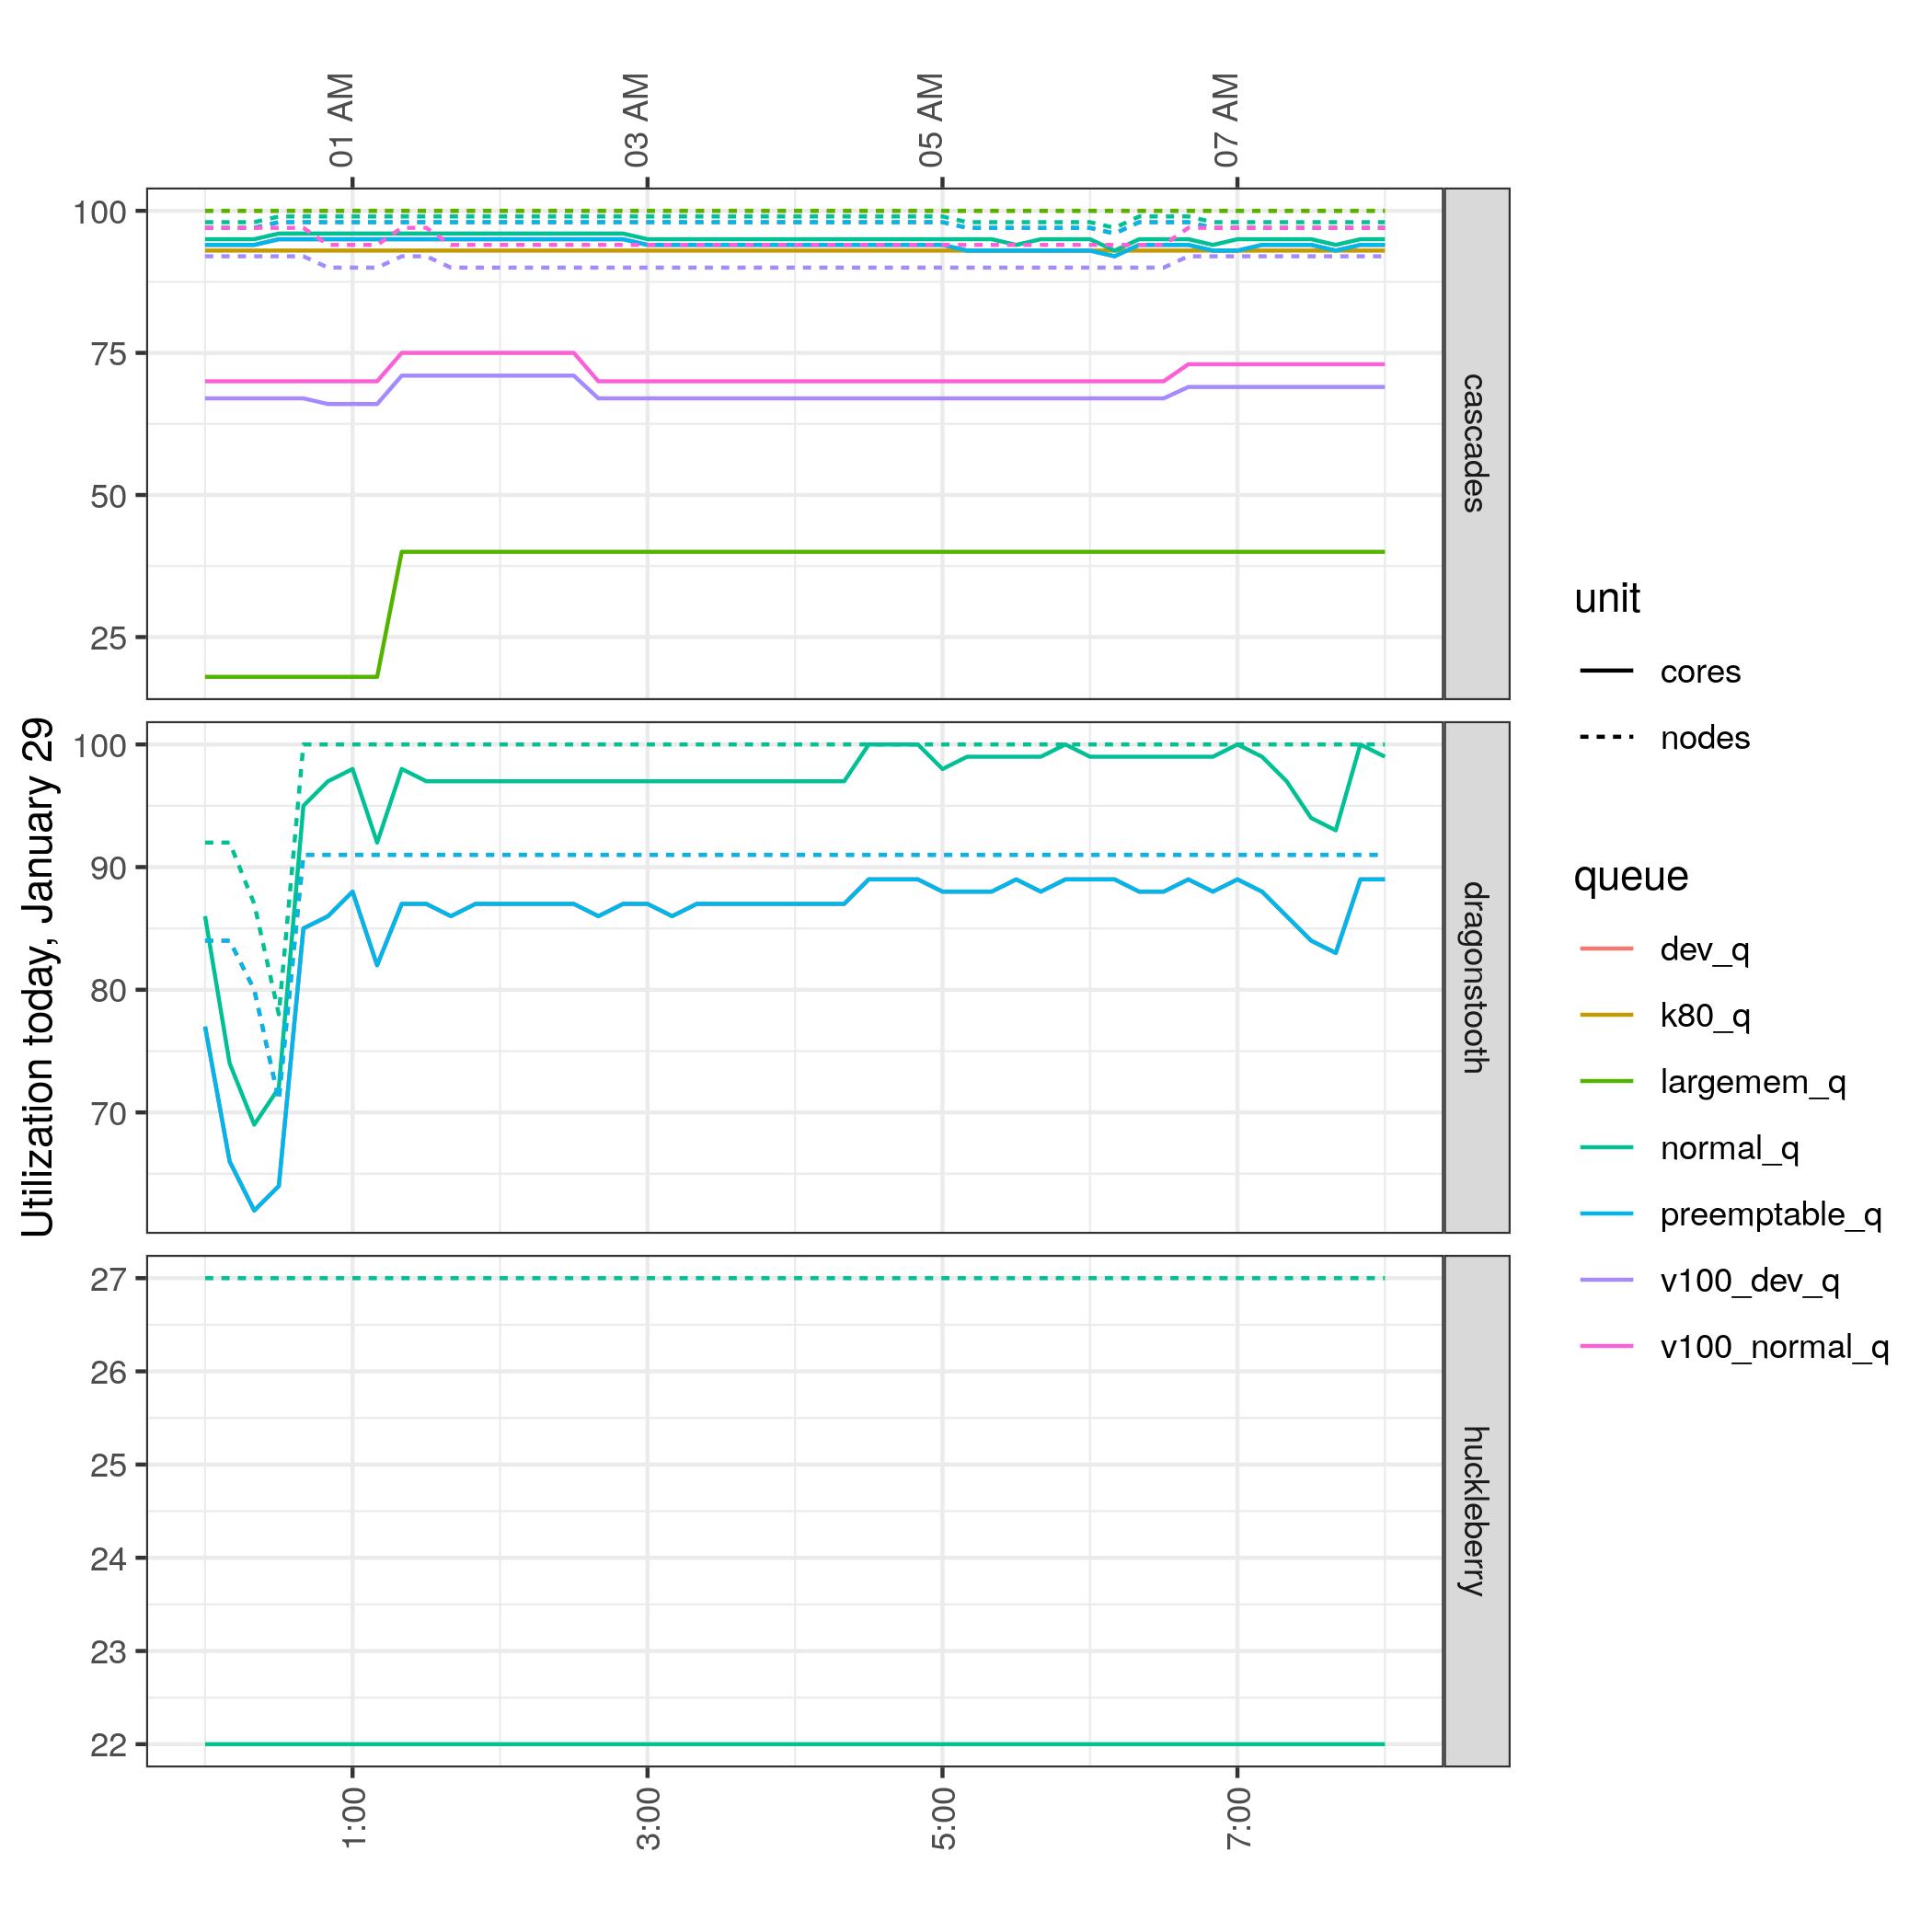 01 AM
03 AM
05 AM
07 AM
Utilization today, January 29
100
75
50
25
cascades
100
90
80
70
dragonstooth
27
26
25
24
23
22
huckleberry
1:00
3:00
5:00
7:00
unit
cores
nodes
queue
dev_q
k80_q
largemem_q
normal_q
preemptable_q
v100_dev_q
v100_normal_q